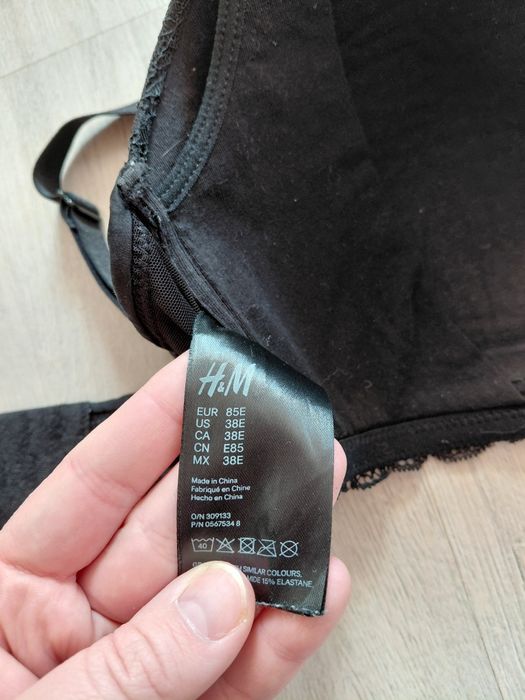 H&M
EUR 85E
US 38E
CA 38E
CN E85
MX 38E
Made in China
Fabriqué en Chine
Hecho en China
O/N 309133
P/N 0567534 8
40
SIMILAR COLOURS,
15% ELASTANE